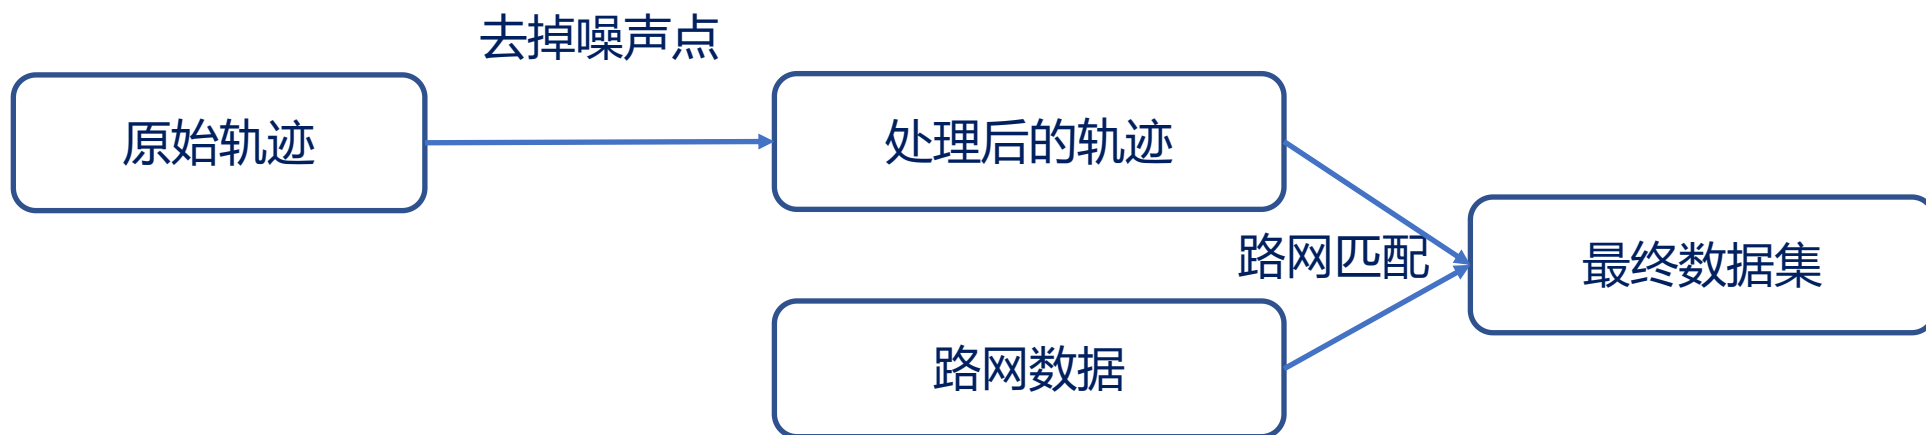 去掉噪声点
原始轨迹
处理后的轨迹
路网匹配
最终数据集
路网数据